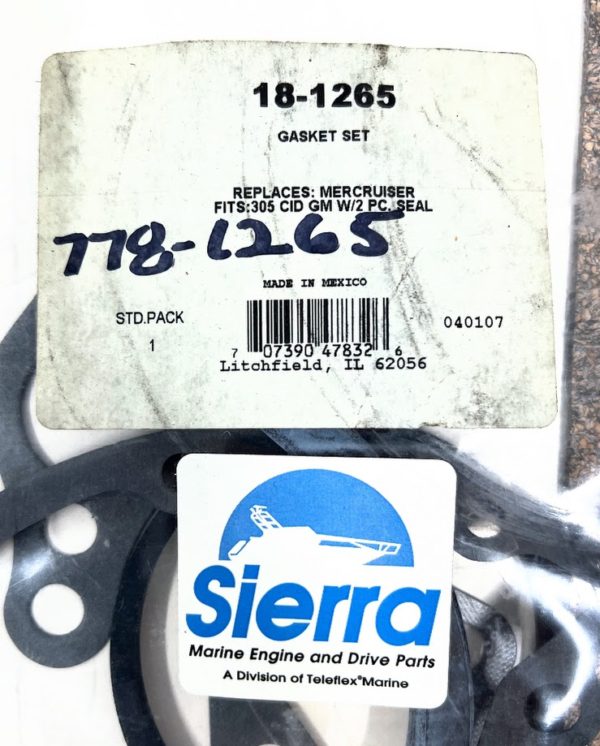 18-1265
GASKET SET
REPLACES: MERCRUISER
FITS:305 CID GM W/2 PC. SEAL
778-1265
MADE IN MEXICO
STD.PACK
1
040107
7 07390 47832 6
Litchfield, IL 62056
Sierra
Marine Engine and Drive Parts
A Division of Teleflex®Marine